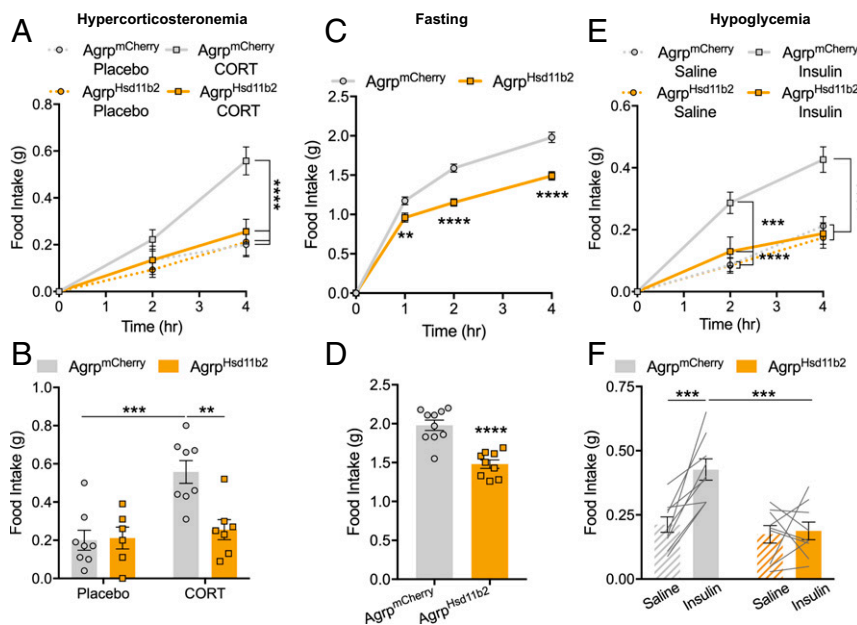 Hypercorticosteronemia
Fasting
Hypoglycemia
A
Agrp^mCherry Placebo
Agrp^mCherry CORT
Agrp^Hsd11b2 Placebo
Agrp^Hsd11b2 CORT
Food Intake (g)
0.8
0.6
0.4
0.2
0.0
****
0 1 2 3 4
Time (hr)
C
Agrp^mCherry
Agrp^Hsd11b2
Food Intake (g)
2.5
2.0
1.5
1.0
0.5
0.0
**
****
****
0 1 2 3 4
Time (hr)
E
Agrp^mCherry Saline
Agrp^mCherry Insulin
Agrp^Hsd11b2 Saline
Agrp^Hsd11b2 Insulin
Food Intake (g)
0.6
0.4
0.2
0.0
***
****
0 1 2 3 4
Time (hr)
B
Agrp^mCherry
Agrp^Hsd11b2
Food Intake (g)
1.0
0.8
0.6
0.4
0.2
0.0
***
**
Placebo
CORT
D
Food Intake (g)
2.5
2.0
1.5
1.0
0.5
0.0
****
Agrp^mCherry
Agrp^Hsd11b2
F
Agrp^mCherry
Agrp^Hsd11b2
Food Intake (g)
0.75
0.50
0.25
0.00
***
***
Saline
Insulin
Saline
Insulin